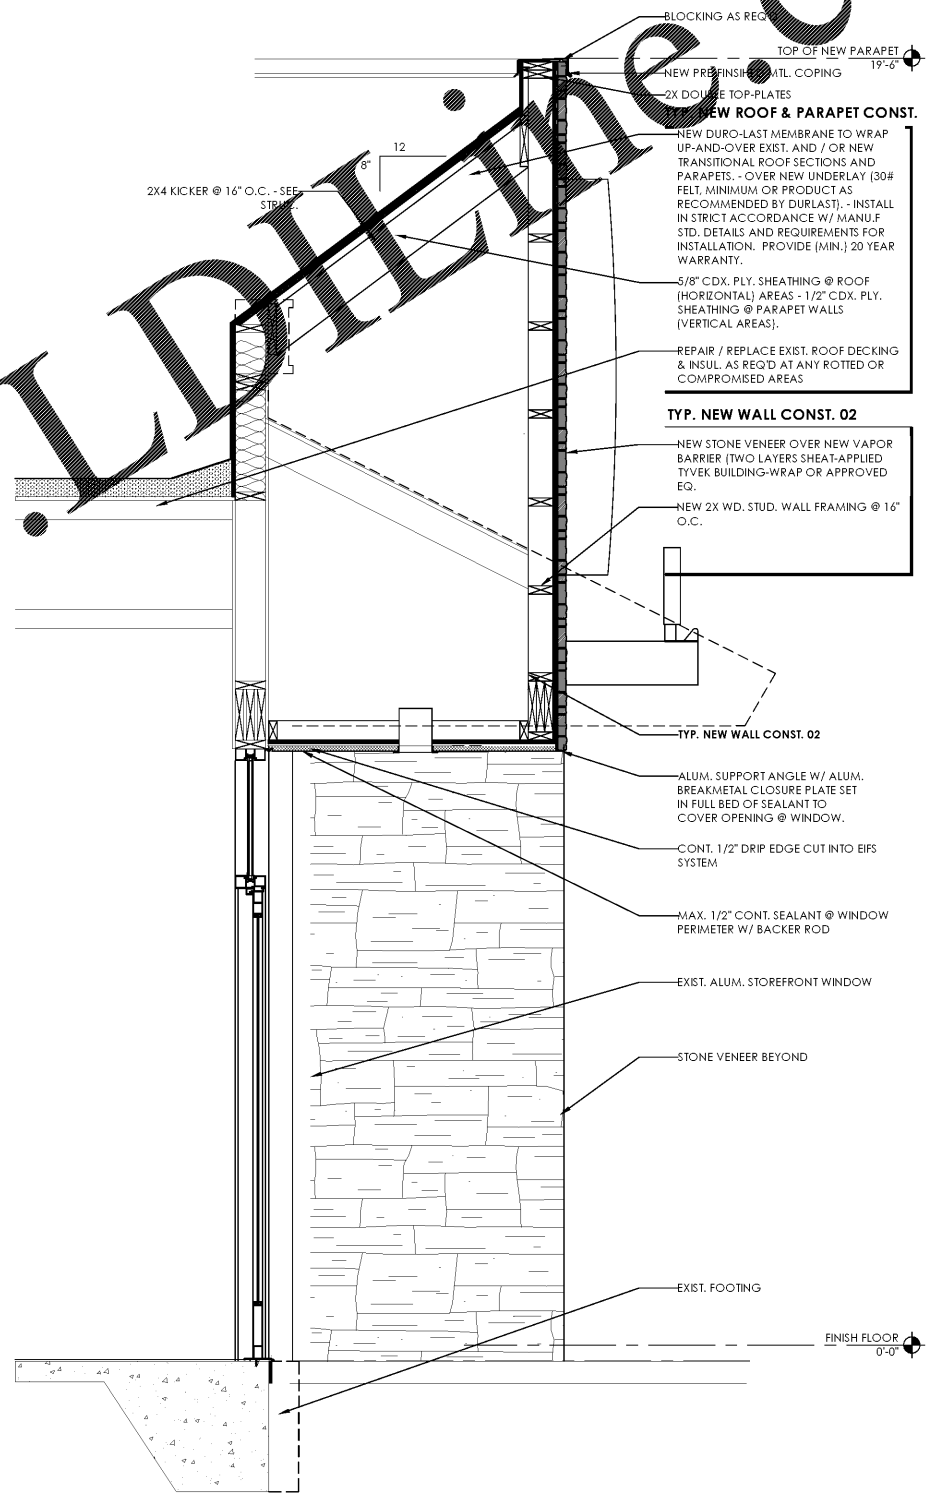 BLOCKING AS REQ'D
TOP OF NEW PARAPET
19'-6"
NEW PREFINSIHED MTL. COPING
2X DOUBLE TOP-PLATES
TYP. NEW ROOF & PARAPET CONST.
NEW DURO-LAST MEMBRANE TO WRAP
UP-AND-OVER EXIST. AND / OR NEW
TRANSITIONAL ROOF SECTIONS AND
PARAPETS. - OVER NEW UNDERLAY (30#
FELT, MINIMUM OR PRODUCT AS
RECOMMENDED BY DURLAST). - INSTALL
IN STRICT ACCORDANCE W/ MANU.F
STD. DETAILS AND REQUIREMENTS FOR
INSTALLATION. PROVIDE (MIN.) 20 YEAR
WARRANTY.
12
8"
2X4 KICKER @ 16" O.C. - SEE
STRUC.
5/8" CDX. PLY. SHEATHING @ ROOF
(HORIZONTAL) AREAS - 1/2" CDX. PLY.
SHEATHING @ PARAPET WALLS
(VERTICAL AREAS).
REPAIR / REPLACE EXIST. ROOF DECKING
& INSUL. AS REQ'D AT ANY ROTTED OR
COMPROMISED AREAS
.LDILine.c
TYP. NEW WALL CONST. 02
NEW STONE VENEER OVER NEW VAPOR
BARRIER (TWO LAYERS SHEAT-APPLIED
TYVEK BUILDING-WRAP OR APPROVED
EQ.
NEW 2X WD. STUD. WALL FRAMING @ 16"
O.C.
TYP. NEW WALL CONST. 02
ALUM. SUPPORT ANGLE W/ ALUM.
BREAKMETAL CLOSURE PLATE SET
IN FULL BED OF SEALANT TO
COVER OPENING @ WINDOW.
CONT. 1/2" DRIP EDGE CUT INTO EIFS
SYSTEM
MAX. 1/2" CONT. SEALANT @ WINDOW
PERIMETER W/ BACKER ROD
EXIST. ALUM. STOREFRONT WINDOW
STONE VENEER BEYOND
EXIST. FOOTING
FINISH FLOOR
0'-0"